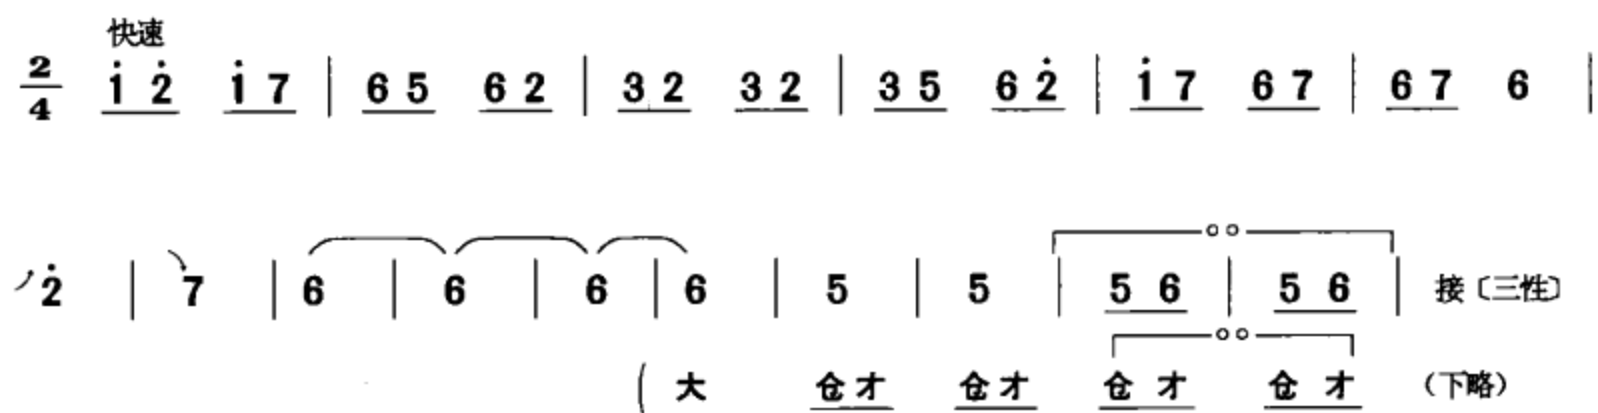 快速
2/4 i̇ 2̇ i̇ 7 | 6 5 6 2 | 3 2 3 2 | 3 5 6 2̇ | i̇ 7 6 7 | 6 7 6 |
2̇ | 7 | 6 | 6 | 6 | 6 | 5 | 5 | 5 6 | 5 6 | 接〔三性〕
( 大 仓才 仓才 仓才 仓才 (下略)